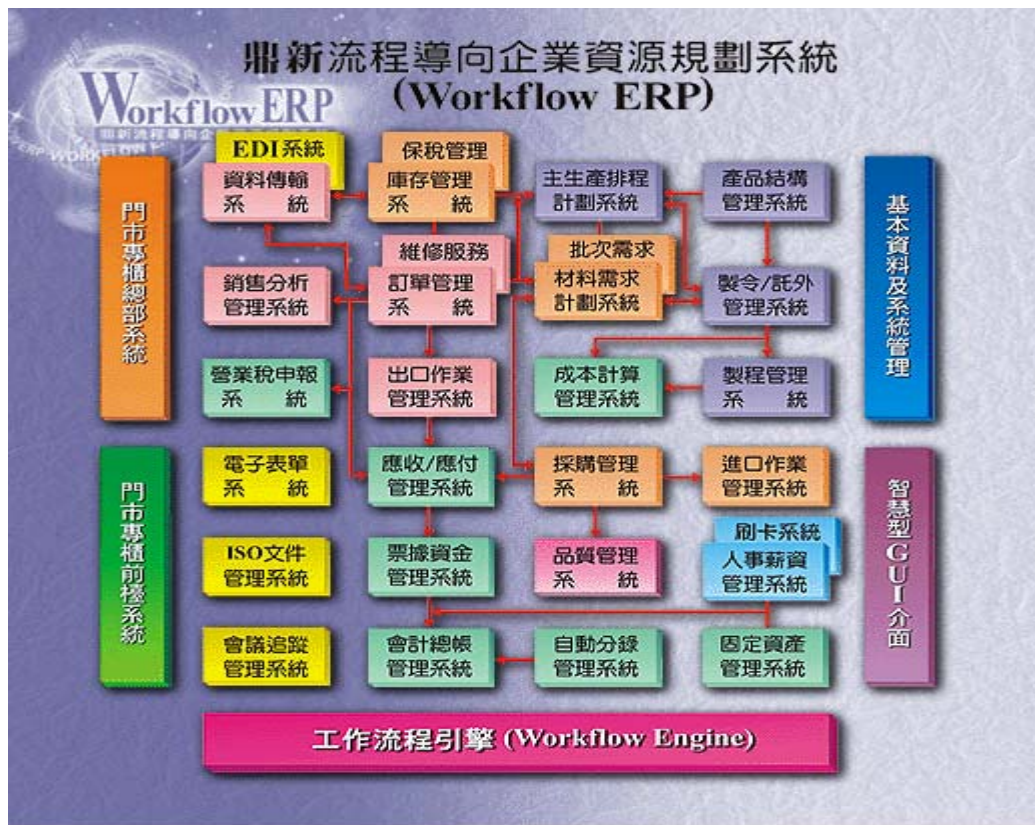 鼎新流程導向企業資源規劃系統
(Workflow ERP)
Workflow ERP
鼎新流程導向企
門市專櫃總部系統
門市專櫃前檯系統
EDI系統
資料傳輸
系統
保稅管理
庫存管理
系統
主生產排程
計劃系統
產品結構
管理系統
銷售分析
管理系統
維修服務
訂單管理
系統
批次需求
材料需求
計劃系統
製令/託外
管理系統
營業稅申報
系統
出口作業
管理系統
成本計算
管理系統
製程管理
系統
電子表單
系統
應收/應付
管理系統
採購管理
系統
進口作業
管理系統
ISO文件
管理系統
票據資金
管理系統
品質管理
系統
刷卡系統
人事薪資
管理系統
會議追蹤
管理系統
會計總帳
管理系統
自動分錄
管理系統
固定資產
管理系統
基本資料及系統管理
智慧型GUI介面
工作流程引擎 (Workflow Engine)